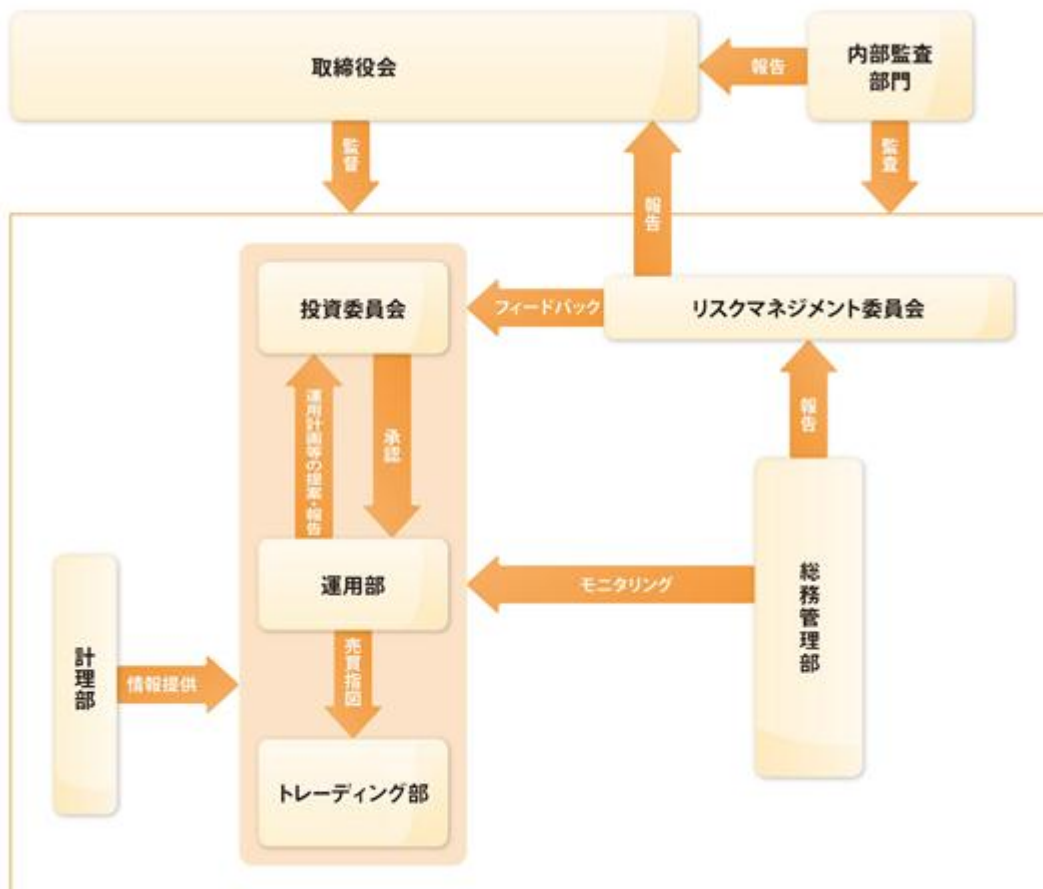 取締役会
報告
内部監査
部門
監督
監査
報告
投資委員会
フィードバック
リスクマネジメント委員会
運用計画等の提案・報告
承認
報告
運用部
モニタリング
総務管理部
計理部
情報提供
売買指図
トレーディング部